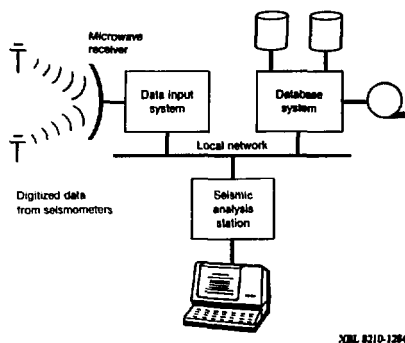 Microwave
receiver
Data input
system
Database
system
Local network
Digitized data
from seismometers
Seismic
analysis
station
XBL 8210-1284